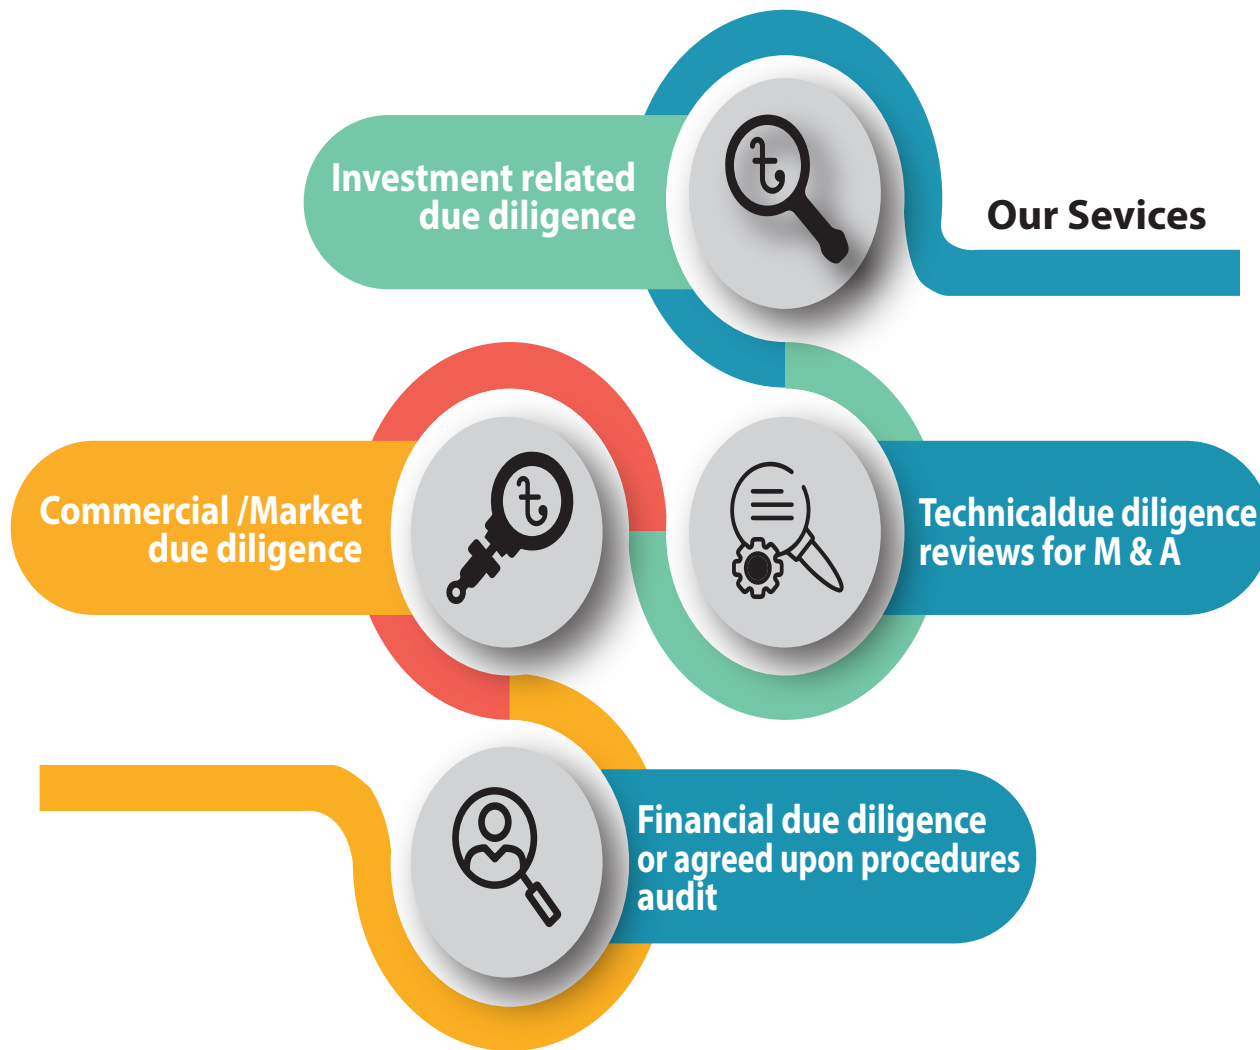 Our Sevices
Investment related
due diligence
Commercial /Market
due diligence
Technicaldue diligence
reviews for M & A
Financial due diligence
or agreed upon procedures
audit
৳
৳